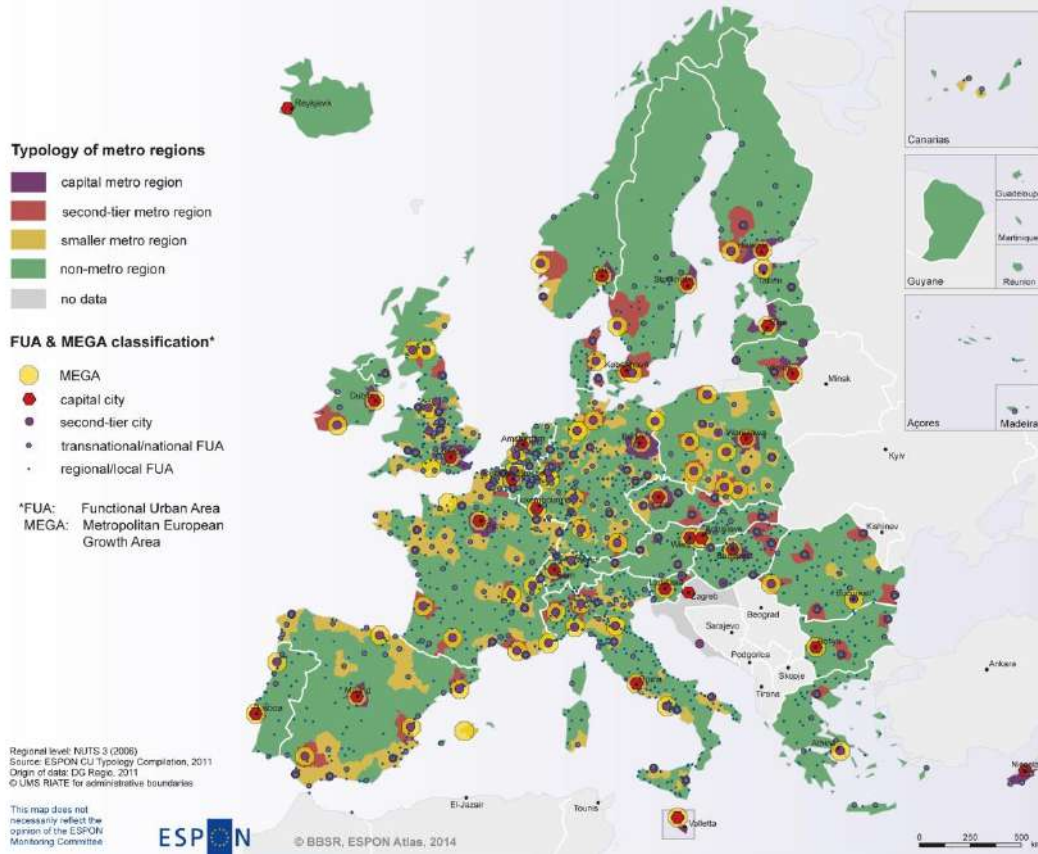 Reykjavik
Canarias
Guadeloupe
Martinique
Guyane
Réunion
Açores
Madeira
Typology of metro regions
capital metro region
second-tier metro region
smaller metro region
non-metro region
no data
FUA & MEGA classification*
MEGA
capital city
second-tier city
transnational/national FUA
regional/local FUA
*FUA: Functional Urban Area
MEGA: Metropolitan European
Growth Area
Tallinn
Minsk
Kyiv
Kishinev
Zagreb
Beograd
Sarajevo
Podgorica
Skopje
Tirana
Ankara
El-Jazair
Tounis
Valletta
Regional level: NUTS 3 (2006)
Source: ESPON CU Typology Compilation, 2011
Origin of data: DG Regio, 2011
© UMS RIATE for administrative boundaries
This map does not
necessarily reflect the
opinion of the ESPON
Monitoring Committee
ESPON
© BBSR, ESPON Atlas, 2014
0 250 500
km